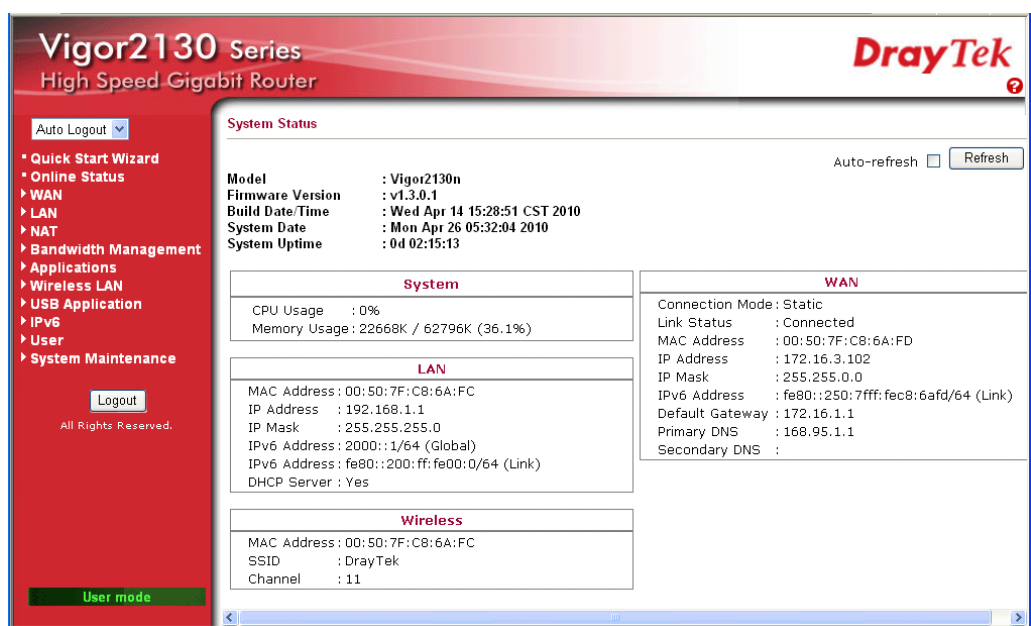 Vigor2130 Series
High Speed Gigabit Router
DrayTek
?
Auto Logout
Quick Start Wizard
Online Status
WAN
LAN
NAT
Bandwidth Management
Applications
Wireless LAN
USB Application
IPv6
User
System Maintenance
Logout
All Rights Reserved.
User mode
System Status
Auto-refresh Refresh
Model : Vigor2130n
Firmware Version : v1.3.0.1
Build Date/Time : Wed Apr 14 15:28:51 CST 2010
System Date : Mon Apr 26 05:32:04 2010
System Uptime : 0d 02:15:13
System
CPU Usage : 0%
Memory Usage : 22668K / 62796K (36.1%)
LAN
MAC Address : 00:50:7F:C8:6A:FC
IP Address : 192.168.1.1
IP Mask : 255.255.255.0
IPv6 Address : 2000::1/64 (Global)
IPv6 Address : fe80::200:ff:fe00:0/64 (Link)
DHCP Server : Yes
Wireless
MAC Address : 00:50:7F:C8:6A:FC
SSID : DrayTek
Channel : 11
WAN
Connection Mode : Static
Link Status : Connected
MAC Address : 00:50:7F:C8:6A:FD
IP Address : 172.16.3.102
IP Mask : 255.255.0.0
IPv6 Address : fe80::250:7fff:fec8:6afd/64 (Link)
Default Gateway : 172.16.1.1
Primary DNS : 168.95.1.1
Secondary DNS :